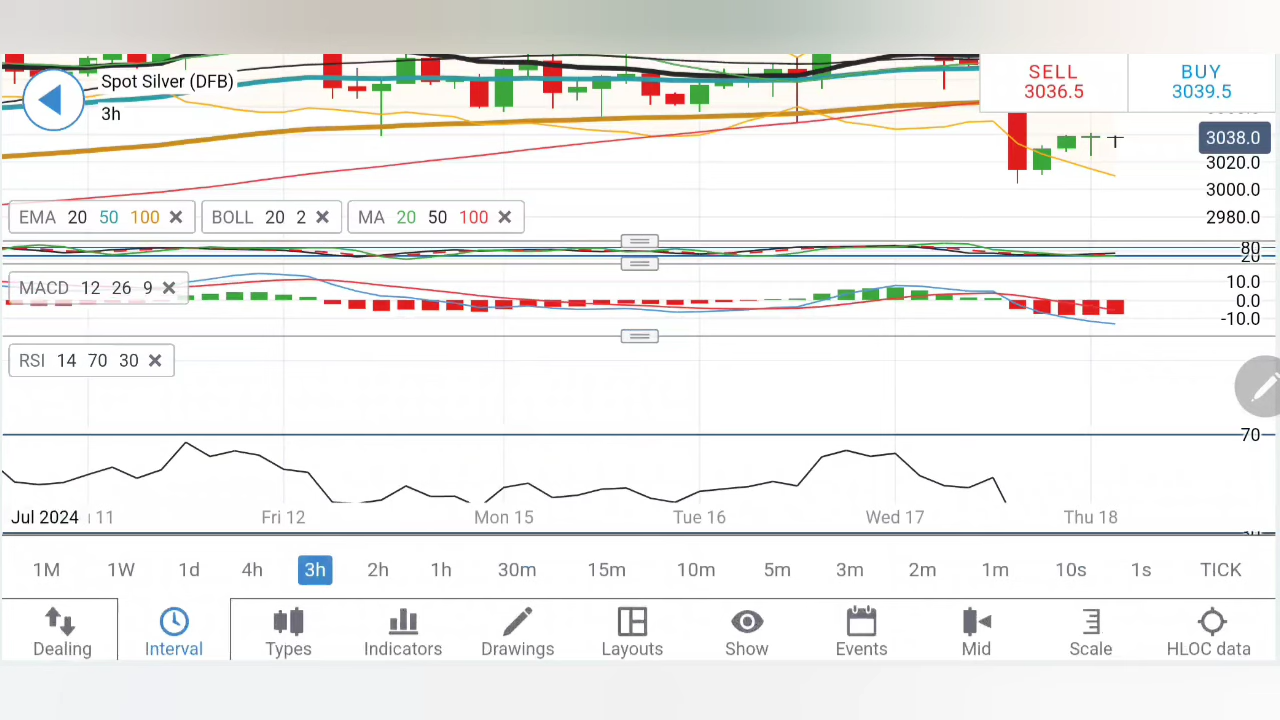 Spot Silver (DFB)
3h
SELL
3036.5
BUY
3039.5
3038.0
3020.0
3000.0
2980.0
EMA 20 50 100
BOLL 20 2
MA 20 50 100
80
20
MACD 12 26 9
10.0
0.0
-10.0
RSI 14 70 30
70
Jul 2024 11 Fri 12 Mon 15 Tue 16 Wed 17 Thu 18
1M 1W 1d 4h 3h 2h 1h 30m 15m 10m 5m 3m 2m 1m 10s 1s TICK
Dealing Interval Types Indicators Drawings Layouts Show Events Mid Scale HLOC data